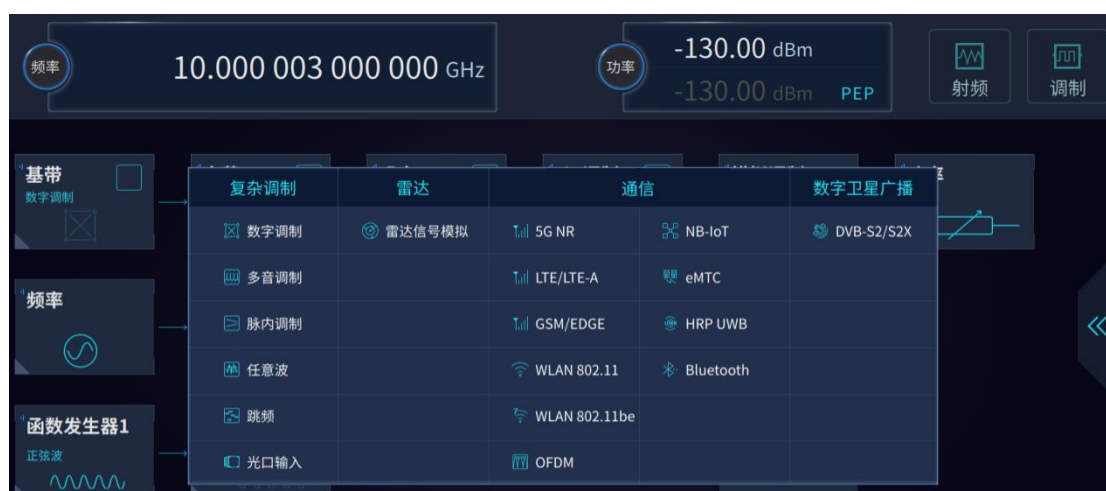 频率
10.000 003 000 000 GHz
功率
-130.00 dBm
-130.00 dBm PEP
射频
调制
基带
数字调制
复杂调制 雷达 通信 数字卫星广播
数字调制 雷达信号模拟 5G NR NB-IoT DVB-S2/S2X
多音调制 LTE/LTE-A eMTC
脉内调制 GSM/EDGE HRP UWB
任意波 WLAN 802.11 Bluetooth
跳频 WLAN 802.11be
光口输入 OFDM
频率
函数发生器1
正弦波